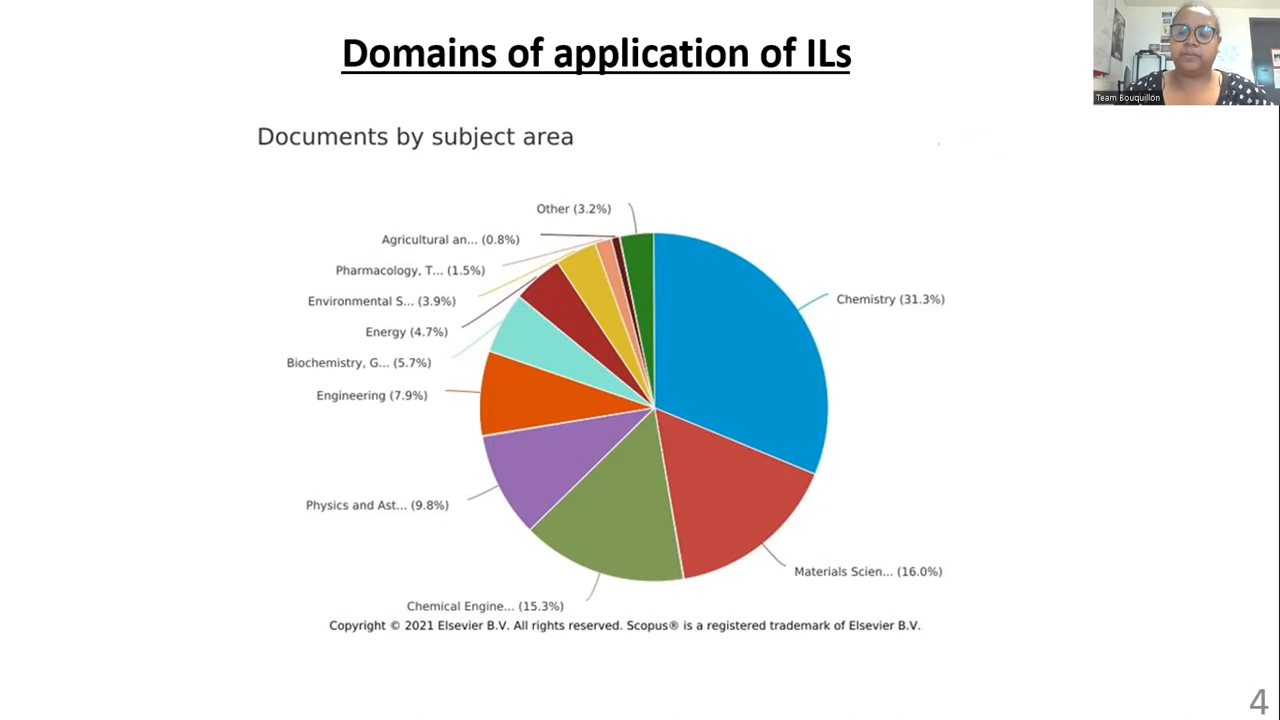 Domains of application of ILs
Team Bouquillon
Documents by subject area
Other (3.2%)
Agricultural an... (0.8%)
Pharmacology, T... (1.5%)
Environmental S... (3.9%)
Energy (4.7%)
Biochemistry, G... (5.7%)
Engineering (7.9%)
Physics and Ast... (9.8%)
Chemical Engine... (15.3%)
Chemistry (31.3%)
Materials Scien... (16.0%)
Copyright © 2021 Elsevier B.V. All rights reserved. Scopus® is a registered trademark of Elsevier B.V.
4